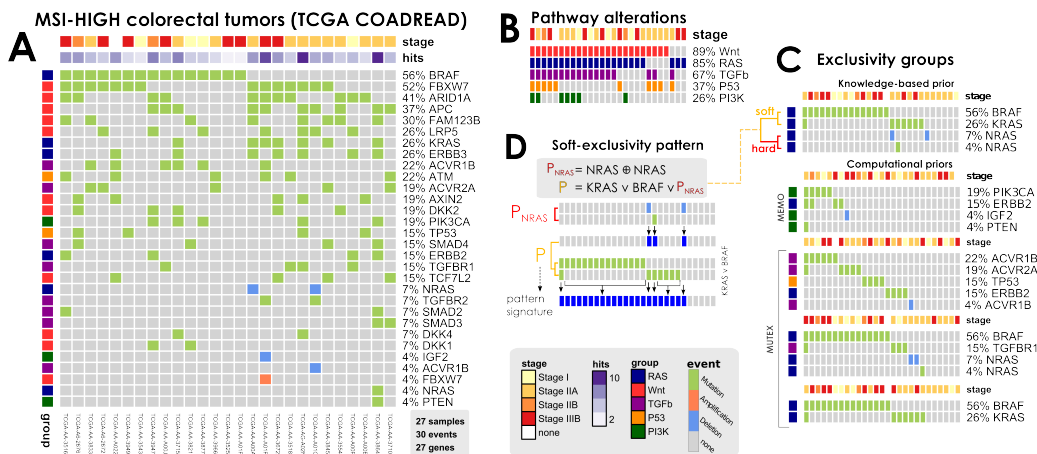 MSI-HIGH colorectal tumors (TCGA COADREAD)
A
stage
hits
56% BRAF
52% FBXW7
41% ARID1A
37% APC
30% FAM123B
26% LRP5
26% KRAS
26% ERBB3
22% ACVR1B
22% ATM
19% ACVR2A
19% AXIN2
19% DKK2
19% PIK3CA
15% TP53
15% SMAD4
15% ERBB2
15% TGFBR1
15% TCF7L2
7% NRAS
7% TGFBR2
7% SMAD2
7% SMAD3
7% DKK4
7% DKK1
4% IGF2
4% ACVR1B
4% FBXW7
4% NRAS
4% PTEN
group
27 samples
30 events
27 genes
B
Pathway alterations
stage
89% Wnt
85% RAS
67% TGFb
37% P53
26% PI3K
D
Soft-exclusivity pattern
PNRAS = NRAS ⊕ NRAS
P = KRAS v BRAF v PNRAS
PNRAS
P
KRAS v BRAF
pattern
signature
stage
Stage I
Stage IIA
Stage IIB
Stage IIIB
none
hits
10
2
group
RAS
Wnt
TGFb
P53
PI3K
event
Mutation
Amplification
Deletion
none
C
Exclusivity groups
Knowledge-based prior
stage
soft
hard
56% BRAF
26% KRAS
7% NRAS
4% NRAS
Computational priors
stage
MEMO
19% PIK3CA
15% ERBB2
4% IGF2
4% PTEN
MUTEX
stage
22% ACVR1B
19% ACVR2A
15% TP53
15% ERBB2
4% ACVR1B
stage
56% BRAF
15% TGFBR1
7% NRAS
4% NRAS
stage
56% BRAF
26% KRAS